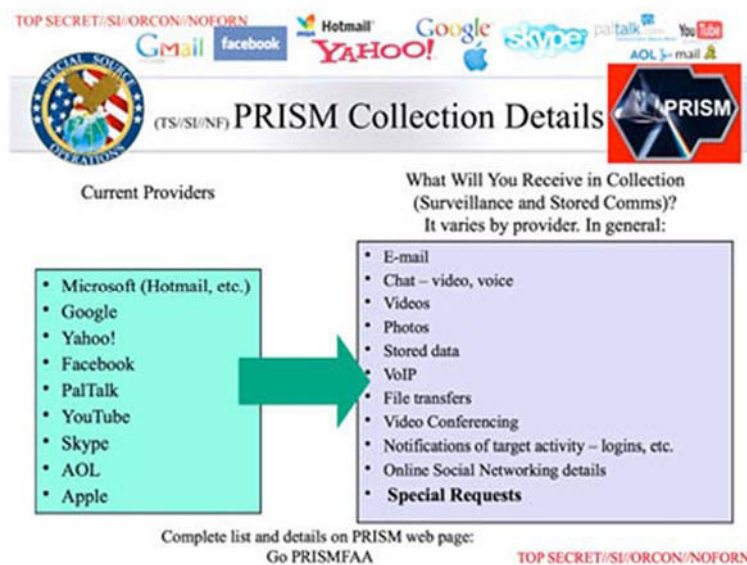 TOP SECRET//SI//ORCON//NOFORN
Gmail
facebook
Hotmail
YAHOO!
Google
skype
paltalk
YouTube
AOL mail
SPECIAL SOURCE
OPERATIONS
(TS//SI//NF) PRISM Collection Details
PRISM
Current Providers
• Microsoft (Hotmail, etc.)
• Google
• Yahoo!
• Facebook
• PalTalk
• YouTube
• Skype
• AOL
• Apple
What Will You Receive in Collection
(Surveillance and Stored Comms)?
It varies by provider. In general:
• E-mail
• Chat – video, voice
• Videos
• Photos
• Stored data
• VoIP
• File transfers
• Video Conferencing
• Notifications of target activity – logins, etc.
• Online Social Networking details
• Special Requests
Complete list and details on PRISM web page:
Go PRISMFAA
TOP SECRET//SI//ORCON//NOFORN